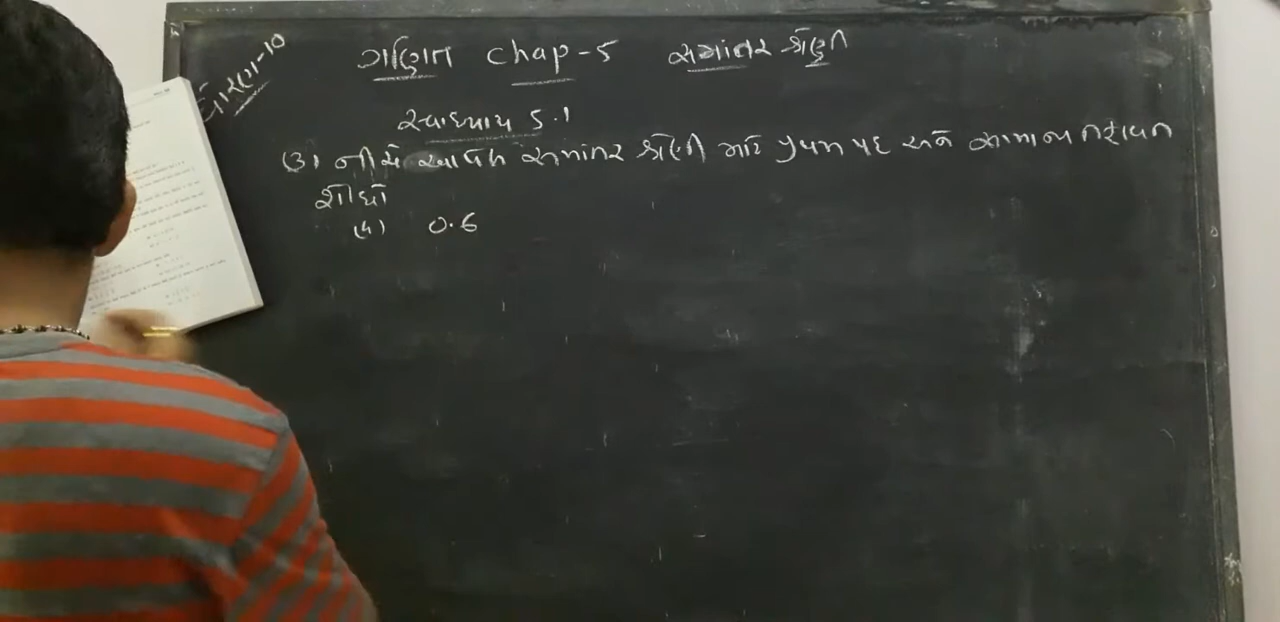 ધોરણ-10
ગણિત chap-5 સમાંતર શ્રેણી
સ્વાધ્યાય 5.1
(3) નીચે આપેલ સમાંતર શ્રેણી માટે પ્રથમ પદ અને સામાન્ય તફાવત
શોધો
(4) 0.6